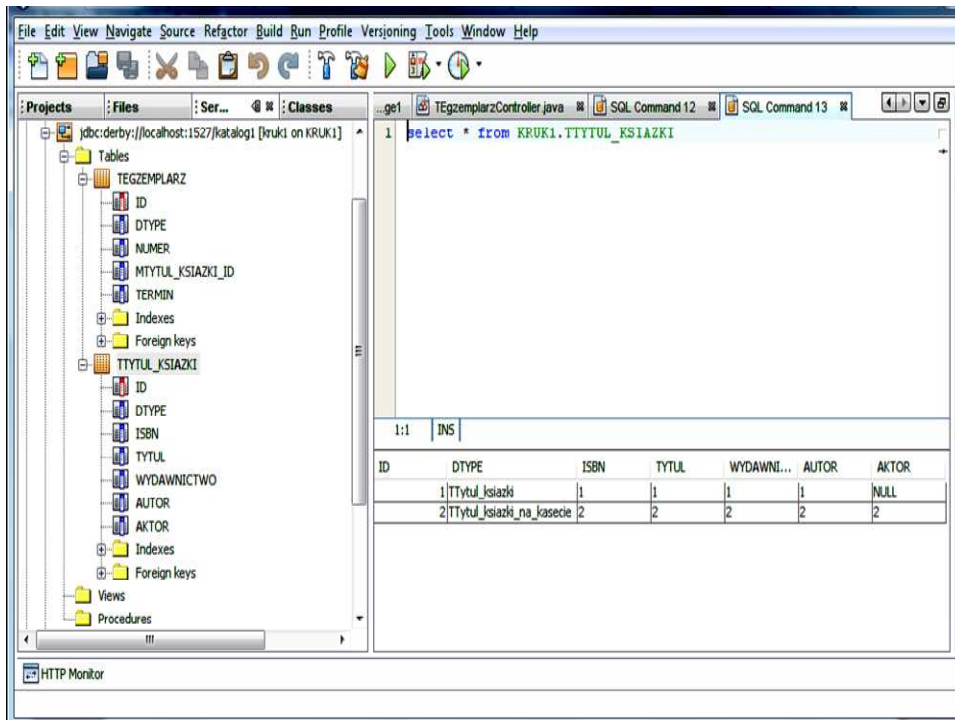 File Edit View Navigate Source Refactor Build Run Profile Versioning Tools Window Help
Projects Files Ser... Classes
jdbc:derby://localhost:1527/katalog1 [kruk1 on KRUK1]
Tables
TEGZEMPLARZ
ID
DTYPE
NUMER
MTYTUL_KSIAZKI_ID
TERMIN
Indexes
Foreign keys
TTYTUL_KSIAZKI
ID
DTYPE
ISBN
TYTUL
WYDAWNICTWO
AUTOR
AKTOR
Indexes
Foreign keys
Views
Procedures
...ge1 TEgzemplarzController.java SQL Command 12 SQL Command 13
1 select * from KRUK1.TTYTUL_KSIAZKI
1:1 INS
ID DTYPE ISBN TYTUL WYDAWNI... AUTOR AKTOR
1 TTytul_ksiazki 1 1 1 1 NULL
2 TTytul_ksiazki_na_kasecie 2 2 2 2 2
HTTP Monitor